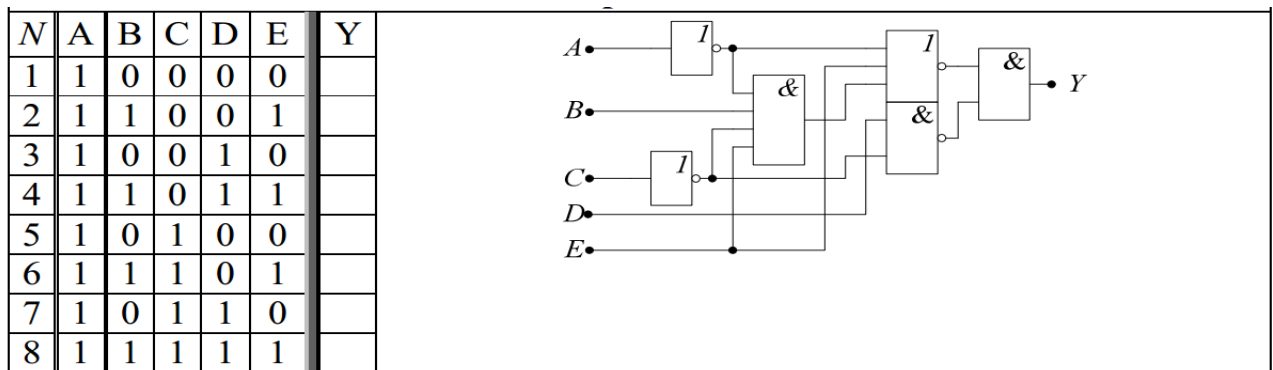 N A B C D E Y
1 1 0 0 0 0
2 1 1 0 0 1
3 1 0 0 1 0
4 1 1 0 1 1
5 1 0 1 0 0
6 1 1 1 0 1
7 1 0 1 1 0
8 1 1 1 1 1
A 1 1 & Y
B &
&
C 1
D
E